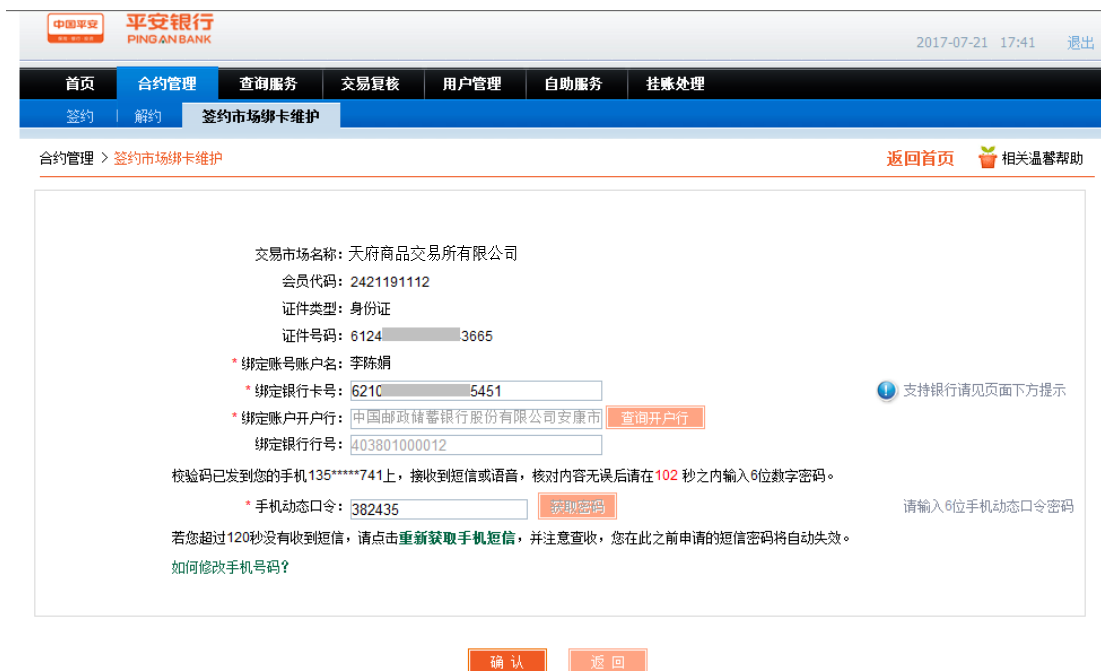 中国平安
平安银行
PINGAN BANK
2017-07-21 17:41 退出
首页 合约管理 查询服务 交易复核 用户管理 自助服务 挂账处理
签约 | 解约 签约市场绑卡维护
合约管理 > 签约市场绑卡维护 返回首页 相关温馨帮助
交易市场名称: 天府商品交易所有限公司
会员代码: 2421191112
证件类型: 身份证
证件号码: 6124 3665
* 绑定账号账户名: 李陈娟
* 绑定银行卡号: 6210 5451 支持银行请见页面下方提示
* 绑定账户开户行: 中国邮政储蓄银行股份有限公司安康市 查询开户行
绑定银行行号: 403801000012
校验码已发到您的手机135*****741上，接收到短信或语音，核对内容无误后请在102 秒之内输入6位数字密码。
* 手机动态口令: 382435 获取密码 请输入6位手机动态口令密码
若您超过120秒没有收到短信，请点击重新获取手机短信，并注意查收，您在此之前申请的短信密码将自动失效。
如何修改手机号码?
确 认 返 回